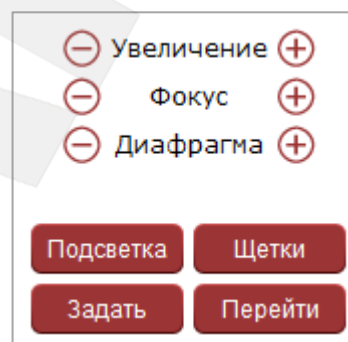 Увеличение
Фокус
Диафрагма
Подсветка Щетки
Задать Перейти